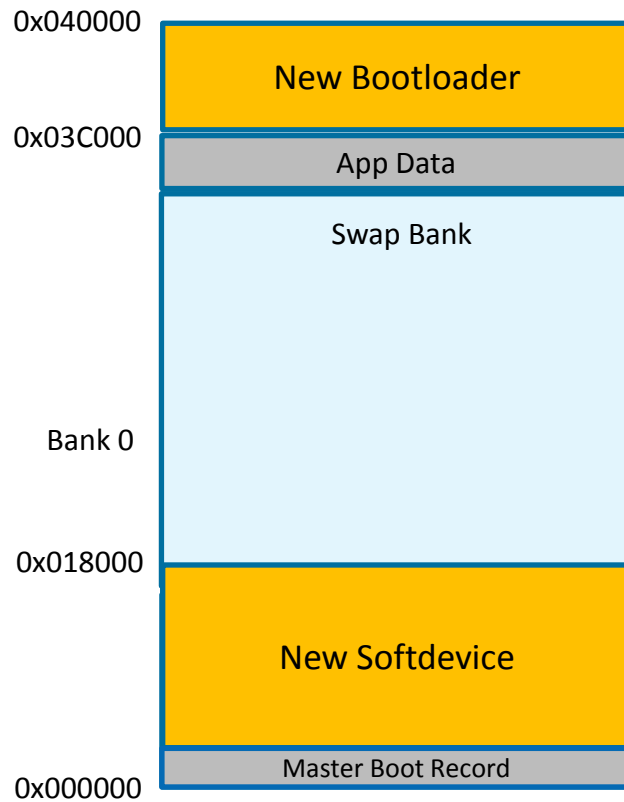 0x040000
New Bootloader
0x03C000
App Data
Swap Bank
Bank 0
0x018000
New Softdevice
Master Boot Record
0x000000